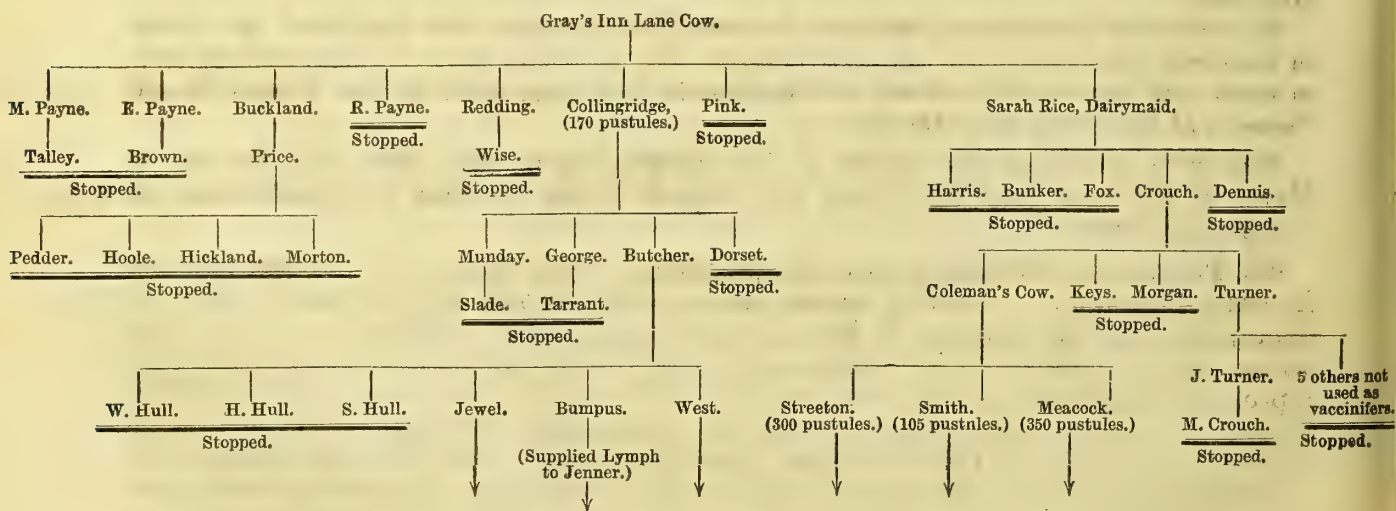 Gray's Inn Lane Cow.
M. Payne. E. Payne. Buckland. R. Payne. Redding. Collingridge, Pink. Sarah Rice, Dairymaid.
(170 pustules.)
Stopped. Stopped.
Talley. Brown. Price. Wise.
Stopped. Stopped.
Harris. Bunker. Fox. Crouch. Dennis.
Stopped. Stopped.
Pedder. Hoole. Hickland. Morton. Munday. George. Butcher. Dorset.
Stopped. Stopped.
Slade. Tarrant. Coleman's Cow. Keys. Morgan. Turner.
Stopped. Stopped.
W. Hull. H. Hull. S. Hull. Jewel. Bumpus. West. Streeton. Smith. Meacock.
(300 pustules.) (105 pustnles.) (350 pustules.)
Stopped.
(Supplied Lymph
to Jenner.)
J. Turner. 5 others not
used as
vaccinifers.
M. Crouch. Stopped.
Stopped.